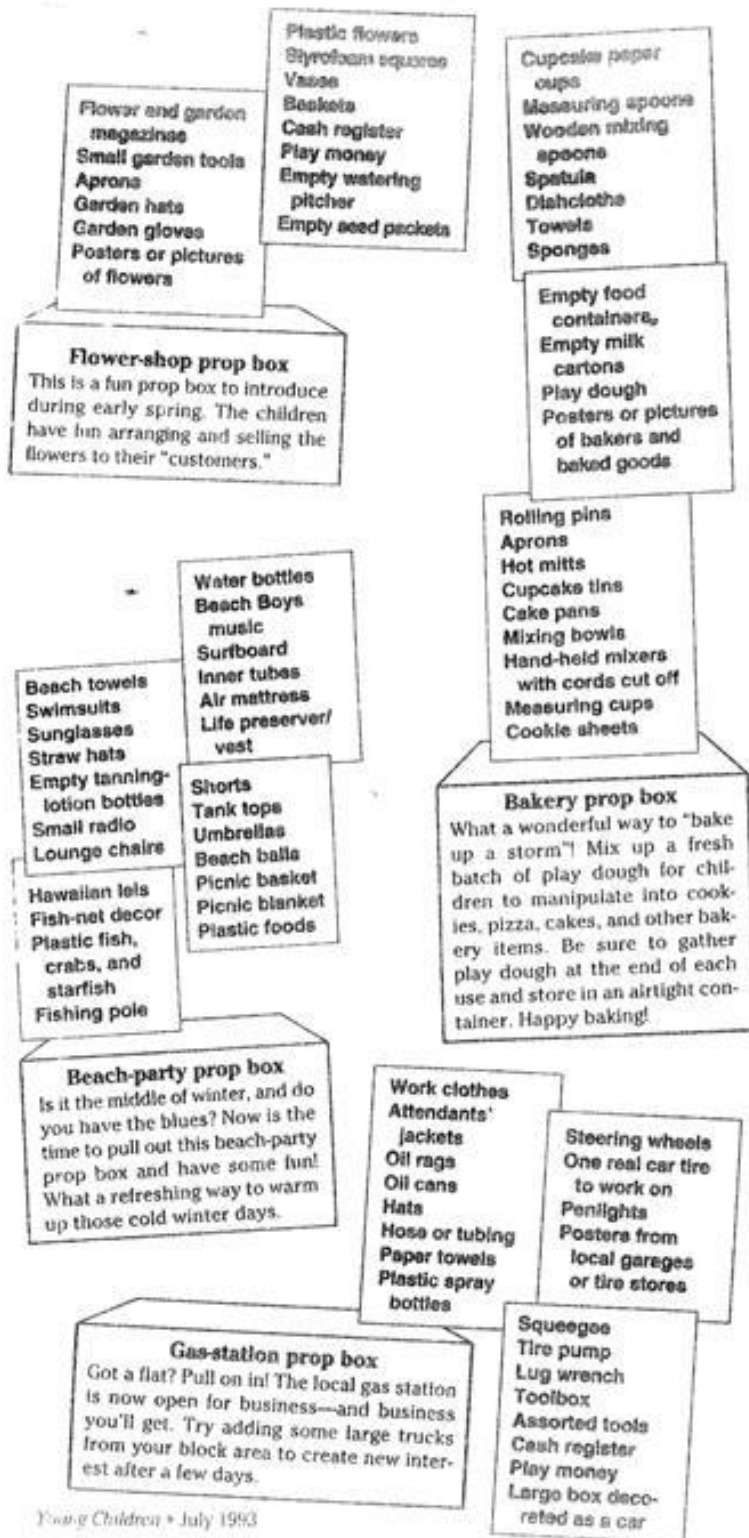 Flower and garden
magazines
Small garden tools
Aprons
Garden hats
Garden gloves
Posters or pictures
of flowers
Plastic flowers
Styrofoam squares
Vases
Baskets
Cash register
Play money
Empty watering
pitcher
Empty seed packets
Flower-shop prop box
This is a fun prop box to introduce
during early spring. The children
have fun arranging and selling the
flowers to their "customers."
Cupcake paper
cups
Measuring spoons
Wooden mixing
spoons
Spatula
Dishcloths
Towels
Sponges
Empty food
containers
Empty milk
cartons
Play dough
Posters or pictures
of bakers and
baked goods
Rolling pins
Aprons
Hot mitts
Cupcake tins
Cake pans
Mixing bowls
Hand-held mixers
with cords cut off
Measuring cups
Cookie sheets
Bakery prop box
What a wonderful way to "bake
up a storm"! Mix up a fresh
batch of play dough for chil-
dren to manipulate into cook-
ies, pizza, cakes, and other bak-
ery items. Be sure to gather
play dough at the end of each
use and store in an airtight con-
tainer. Happy baking!
Water bottles
Beach Boys
music
Surfboard
Inner tubes
Air mattress
Life preserver/
vest
Beach towels
Swimsuits
Sunglasses
Straw hats
Empty tanning-
lotion bottles
Small radio
Lounge chairs
Shorts
Tank tops
Umbrellas
Beach balls
Picnic basket
Picnic blanket
Plastic foods
Hawaiian leis
Fish-net decor
Plastic fish,
crabs, and
starfish
Fishing pole
Beach-party prop box
Is it the middle of winter, and do
you have the blues? Now is the
time to pull out this beach-party
prop box and have some fun!
What a refreshing way to warm
up those cold winter days.
Work clothes
Attendants'
jackets
Oil rags
Oil cans
Hats
Hose or tubing
Paper towels
Plastic spray
bottles
Steering wheels
One real car tire
to work on
Penlights
Posters from
local garages
or tire stores
Squeegee
Tire pump
Lug wrench
Toolbox
Assorted tools
Cash register
Play money
Large box deco-
rated as a car
Gas-station prop box
Got a flat? Pull on in! The local gas station
is now open for business—and business
you'll get. Try adding some large trucks
from your block area to create new inter-
est after a few days.
Young Children • July 1993